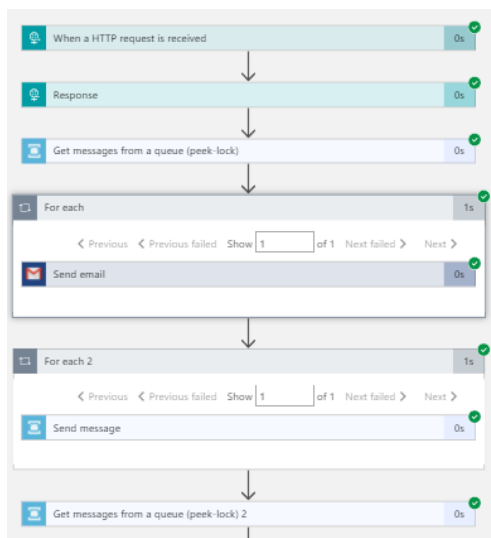 When a HTTP request is received 0s
Response 0s
Get messages from a queue (peek-lock) 0s
For each 1s
Previous Previous failed Show 1 of 1 Next failed Next
Send email 0s
For each 2 1s
Previous Previous failed Show 1 of 1 Next failed Next
Send message 0s
Get messages from a queue (peek-lock) 2 0s